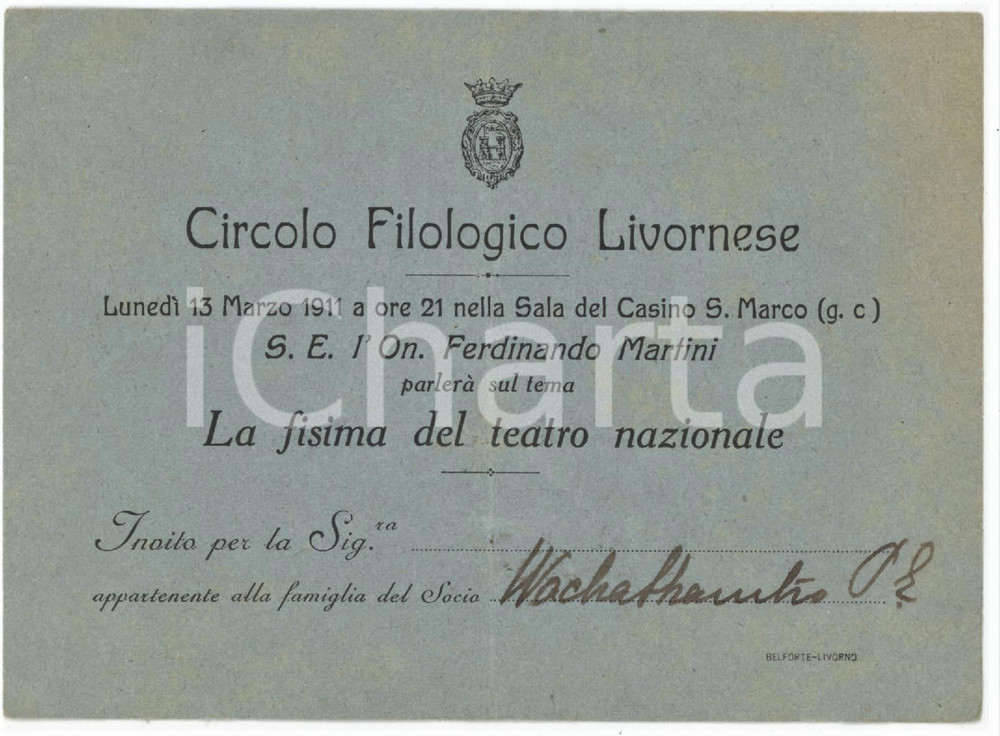 Circolo Filologico Livornese
Lunedì 13 Marzo 1911 a ore 21 nella Sala del Casino S. Marco (g. c)
S. E. l'On. Ferdinando Martini
parlerà sul tema
La fisima del teatro nazionale
Invito per la Sig.ra
appartenente alla famiglia del Socio
BELFORTE-LIVORNO
iCharta